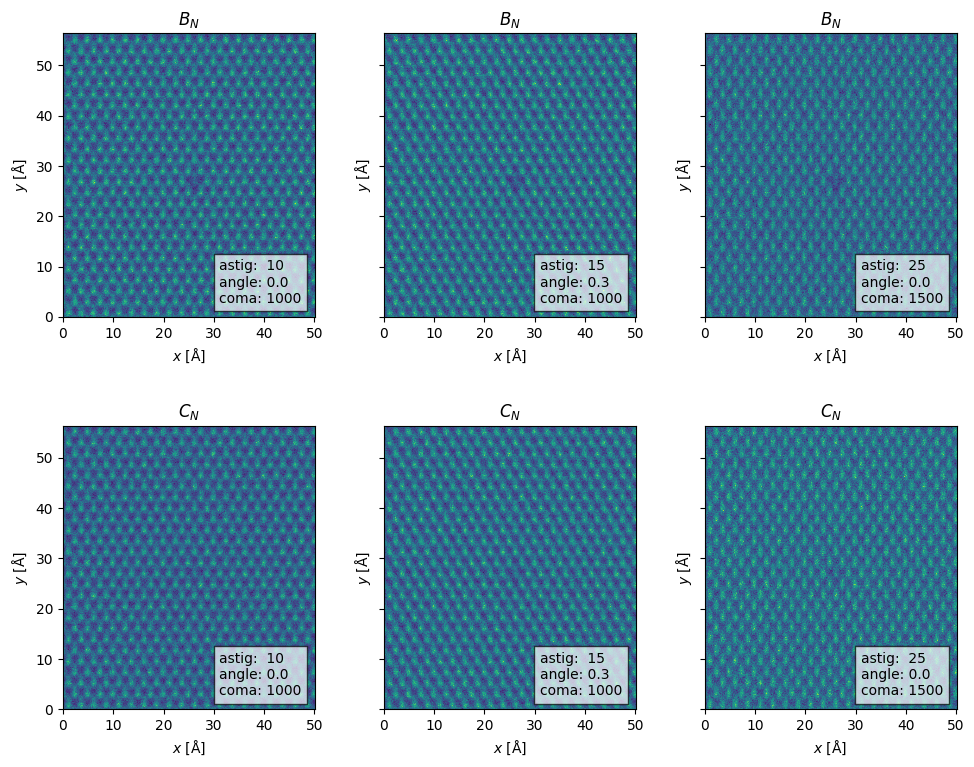 B_N
B_N
B_N
50
40
30
20
10
0
y [Å]
y [Å]
y [Å]
astig:  10
angle: 0.0
coma: 1000
astig:  15
angle: 0.3
coma: 1000
astig:  25
angle: 0.0
coma: 1500
0 10 20 30 40 50
0 10 20 30 40 50
0 10 20 30 40 50
x [Å]
x [Å]
x [Å]
C_N
C_N
C_N
50
40
30
20
10
0
y [Å]
y [Å]
y [Å]
astig:  10
angle: 0.0
coma: 1000
astig:  15
angle: 0.3
coma: 1000
astig:  25
angle: 0.0
coma: 1500
0 10 20 30 40 50
0 10 20 30 40 50
0 10 20 30 40 50
x [Å]
x [Å]
x [Å]